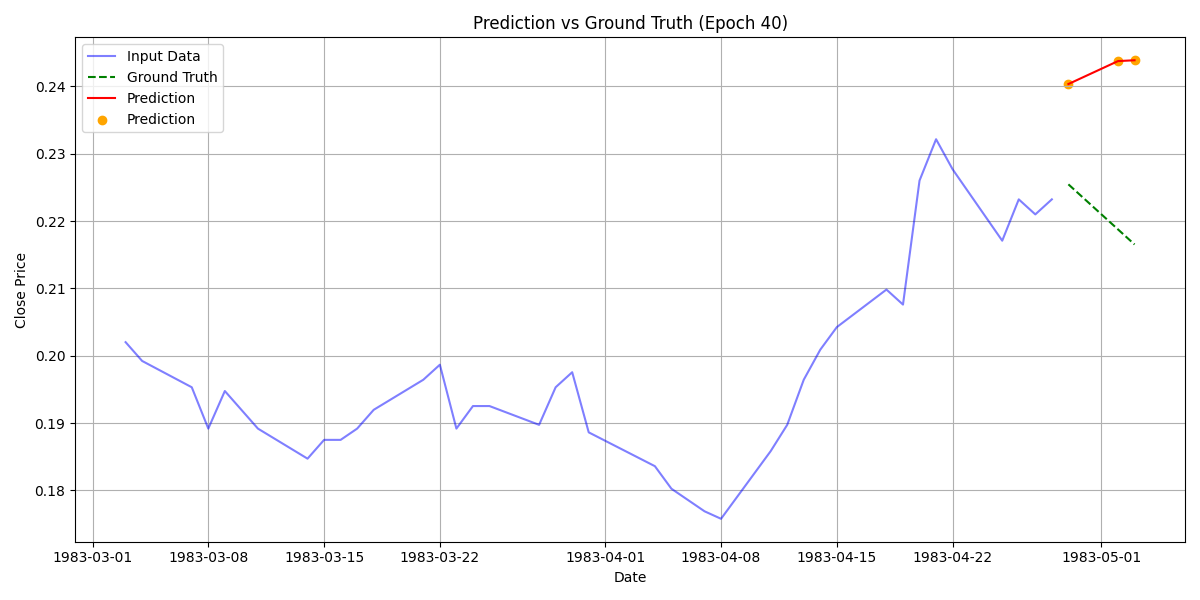 Prediction vs Ground Truth (Epoch 40)
Input Data
Ground Truth
Prediction
Prediction
Close Price
0.24
0.23
0.22
0.21
0.20
0.19
0.18
1983-03-01 1983-03-08 1983-03-15 1983-03-22 1983-04-01 1983-04-08 1983-04-15 1983-04-22 1983-05-01
Date